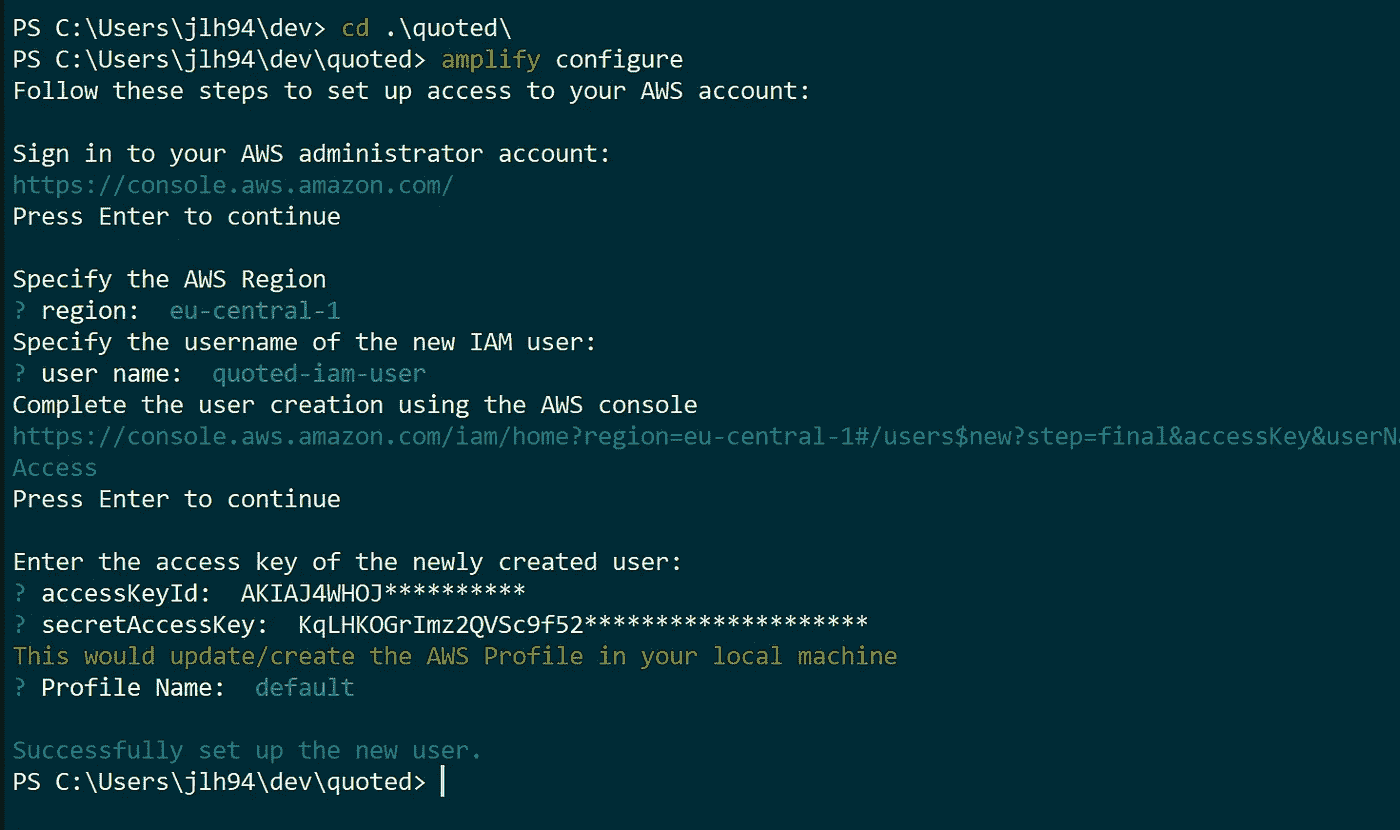 PS C:\Users\jlh94\dev> cd .\quoted\
PS C:\Users\jlh94\dev\quoted> amplify configure
Follow these steps to set up access to your AWS account:
Sign in to your AWS administrator account:
https://console.aws.amazon.com/
Press Enter to continue
Specify the AWS Region
? region:  eu-central-1
Specify the username of the new IAM user:
? user name:  quoted-iam-user
Complete the user creation using the AWS console
https://console.aws.amazon.com/iam/home?region=eu-central-1#/users$new?step=final&accessKey&userNa
Access
Press Enter to continue
Enter the access key of the newly created user:
? accessKeyId:  AKIAJ4WHOJ**********
? secretAccessKey:  KqLHKOGrImz2QVSc9f52********************
This would update/create the AWS Profile in your local machine
? Profile Name:  default
Successfully set up the new user.
PS C:\Users\jlh94\dev\quoted>